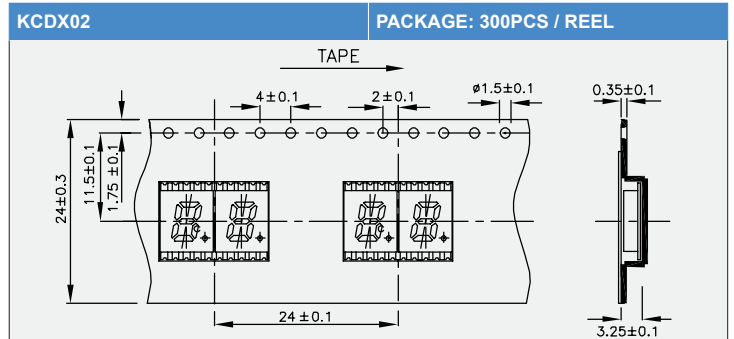 KCDX02
PACKAGE: 300PCS / REEL
TAPE
4±0.1
2±0.1
ø1.5±0.1
0.35±0.1
24±0.3
11.5±0.1
1.75 ±0.1
24±0.1
3.25±0.1